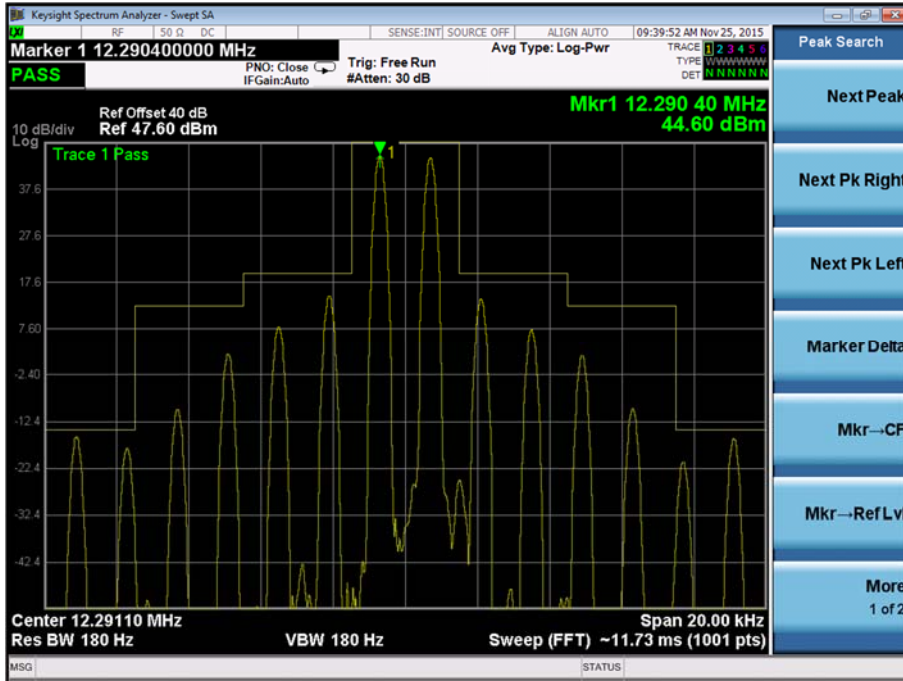 Keysight Spectrum Analyzer - Swept SA
LXI RF 50 Ω DC SENSE:INT SOURCE OFF ALIGN AUTO 09:39:52 AM Nov 25, 2015
Marker 1 12.290400000 MHz
PASS
PNO: Close
IFGain:Auto
Trig: Free Run
#Atten: 30 dB
Avg Type: Log-Pwr
TRACE 1 2 3 4 5 6
TYPE WWWWWW
DET N N N N N N
Peak Search
Mkr1 12.290 40 MHz
44.60 dBm
Ref Offset 40 dB
10 dB/div Ref 47.60 dBm
Log
Trace 1 Pass
1
37.6
27.6
17.6
7.60
-2.40
-12.4
-22.4
-32.4
-42.4
Center 12.29110 MHz Span 20.00 kHz
Res BW 180 Hz VBW 180 Hz Sweep (FFT) ~11.73 ms (1001 pts)
MSG STATUS
Next Peak
Next Pk Right
Next Pk Left
Marker Delta
Mkr→CF
Mkr→Ref Lvl
More
1 of 2